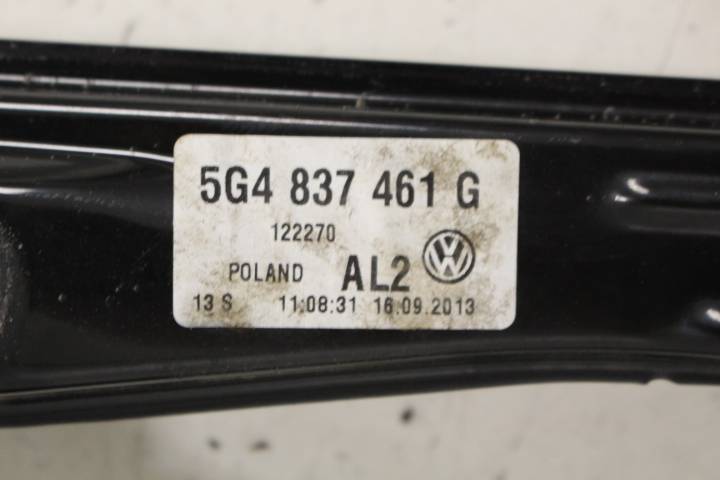 5G4 837 461 G
122270
POLAND AL2
13 S 11:08:31 16.09.2013